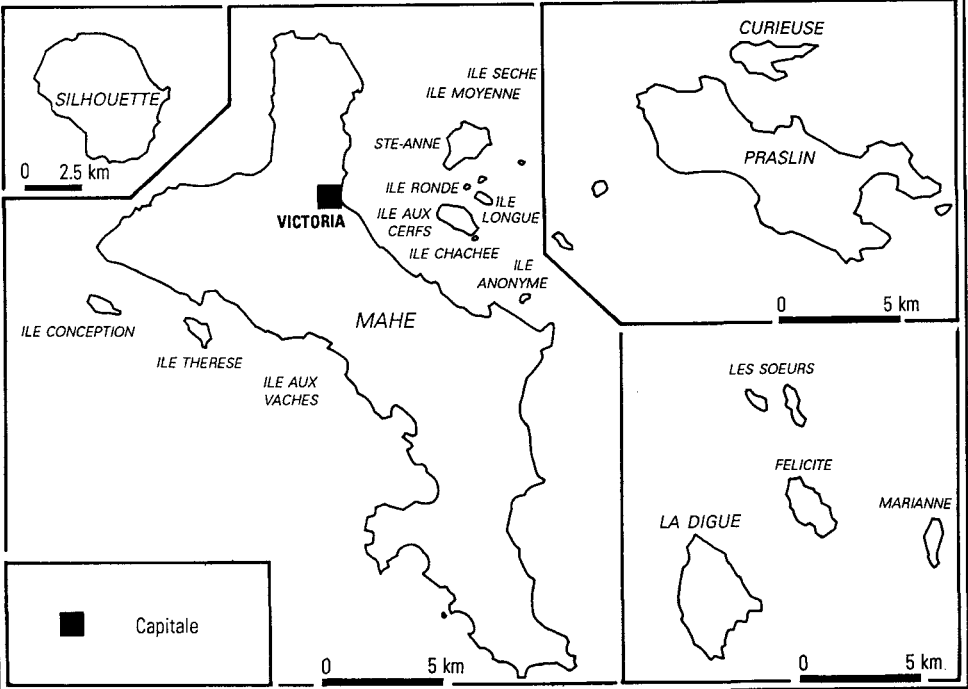 SILHOUETTE
0 2.5 km
ILE SECHE
ILE MOYENNE
STE-ANNE
ILE RONDE
ILE
LONGUE
ILE AUX
CERFS
ILE CHACHEE
ILE
ANONYME
VICTORIA
MAHE
ILE CONCEPTION
ILE THERESE
ILE AUX
VACHES
0 5 km
CURIEUSE
PRASLIN
0 5 km
LES SOEURS
FELICITE
MARIANNE
LA DIGUE
0 5 km.
Capitale